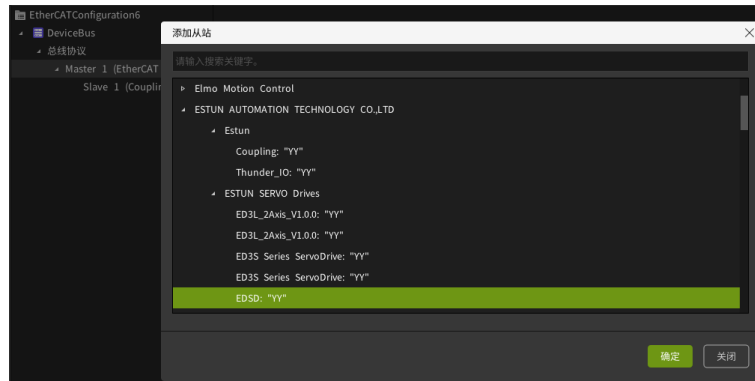 EtherCATConfiguration6
DeviceBus
总线协议
Master 1 (EtherCAT
Slave 1 (Couplin
添加从站
请输入搜索关键字。
Elmo Motion Control
ESTUN AUTOMATION TECHNOLOGY CO.,LTD
Estun
Coupling: "YY"
Thunder_IO: "YY"
ESTUN SERVO Drives
ED3L_2Axis_V1.0.0: "YY"
ED3L_2Axis_V1.0.0: "YY"
ED3S Series ServoDrive: "YY"
ED3S Series ServoDrive: "YY"
EDSD: "YY"
确定
关闭